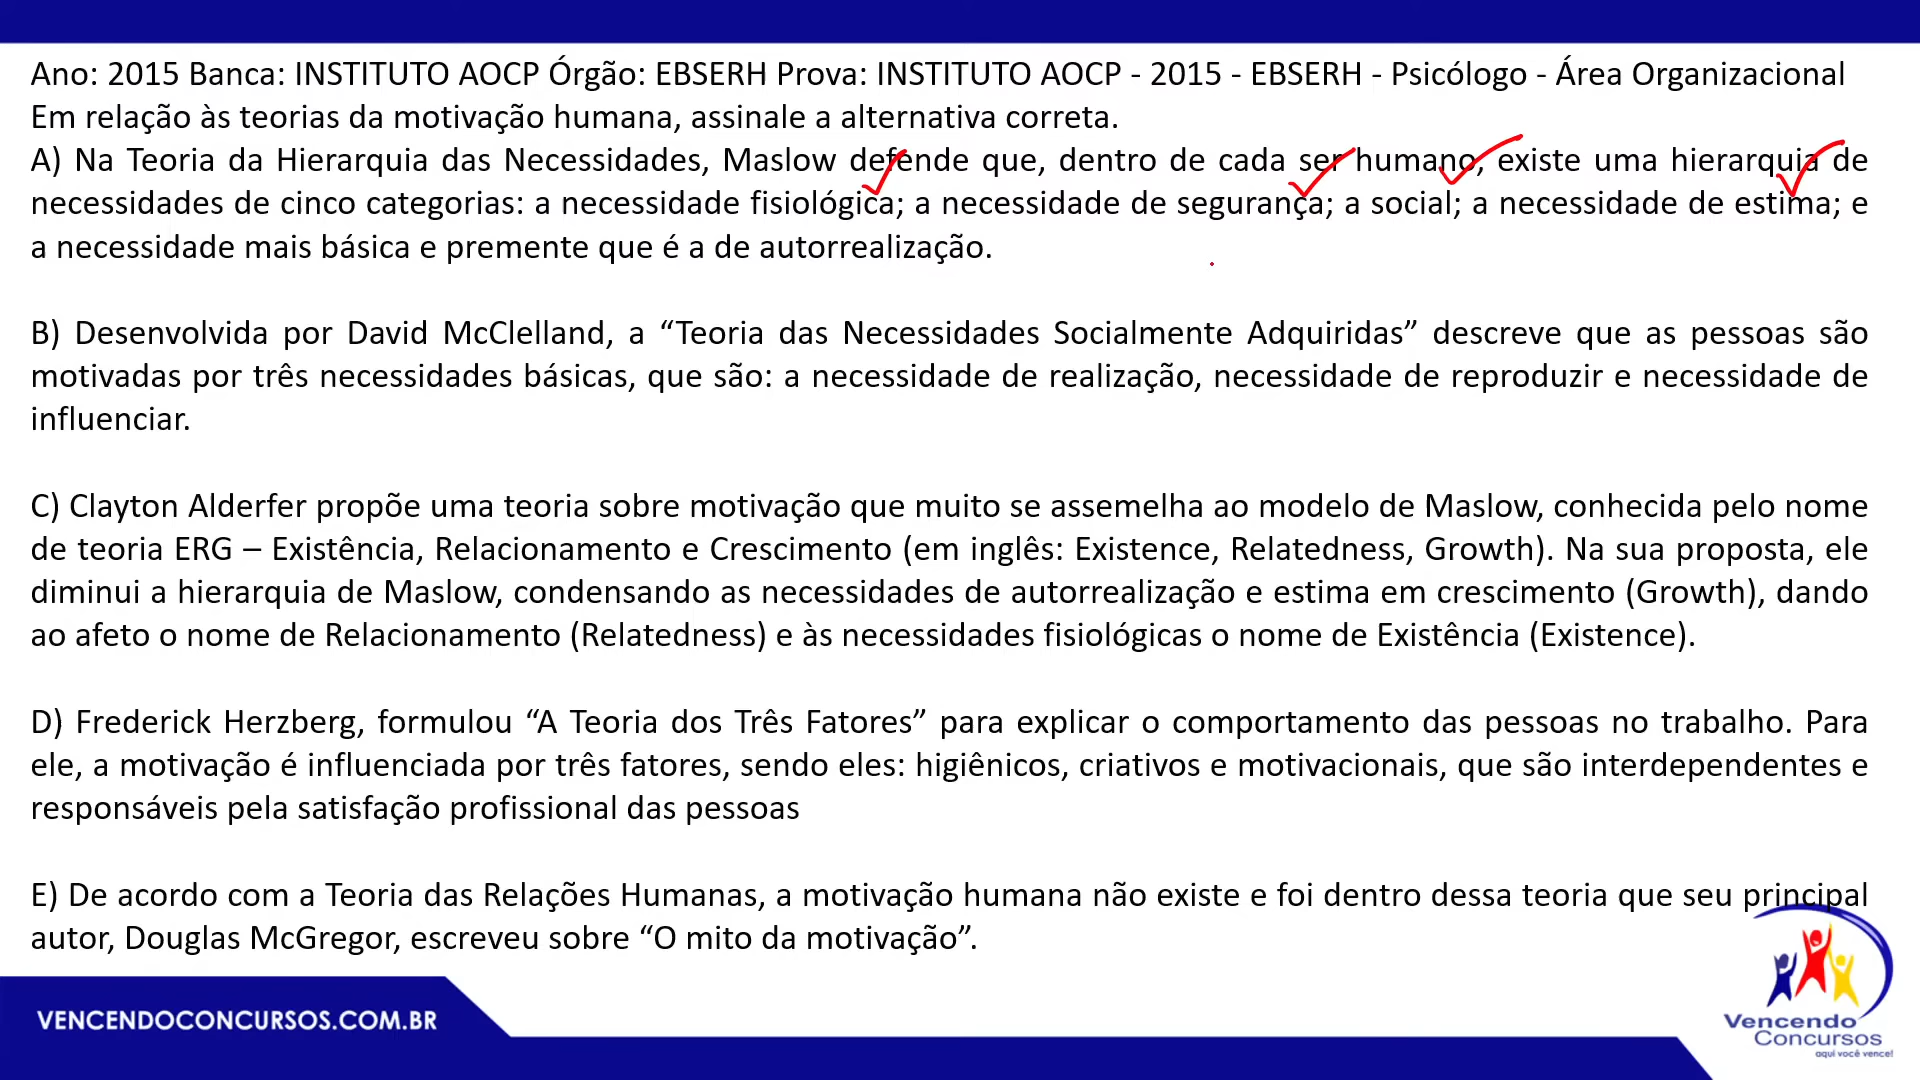 Ano: 2015 Banca: INSTITUTO AOCP Órgão: EBSERH Prova: INSTITUTO AOCP - 2015 - EBSERH - Psicólogo - Área Organizacional
Em relação às teorias da motivação humana, assinale a alternativa correta.
A) Na Teoria da Hierarquia das Necessidades, Maslow defende que, dentro de cada ser humano, existe uma hierarquia de
necessidades de cinco categorias: a necessidade fisiológica; a necessidade de segurança; a social; a necessidade de estima; e
a necessidade mais básica e premente que é a de autorrealização.
B) Desenvolvida por David McClelland, a “Teoria das Necessidades Socialmente Adquiridas” descreve que as pessoas são
motivadas por três necessidades básicas, que são: a necessidade de realização, necessidade de reproduzir e necessidade de
influenciar.
C) Clayton Alderfer propõe uma teoria sobre motivação que muito se assemelha ao modelo de Maslow, conhecida pelo nome
de teoria ERG – Existência, Relacionamento e Crescimento (em inglês: Existence, Relatedness, Growth). Na sua proposta, ele
diminui a hierarquia de Maslow, condensando as necessidades de autorrealização e estima em crescimento (Growth), dando
ao afeto o nome de Relacionamento (Relatedness) e às necessidades fisiológicas o nome de Existência (Existence).
D) Frederick Herzberg, formulou “A Teoria dos Três Fatores” para explicar o comportamento das pessoas no trabalho. Para
ele, a motivação é influenciada por três fatores, sendo eles: higiênicos, criativos e motivacionais, que são interdependentes e
responsáveis pela satisfação profissional das pessoas
E) De acordo com a Teoria das Relações Humanas, a motivação humana não existe e foi dentro dessa teoria que seu principal
autor, Douglas McGregor, escreveu sobre “O mito da motivação”.
VENCENDOCONCURSOS.COM.BR
Vencendo
Concursos
aqui você vence!